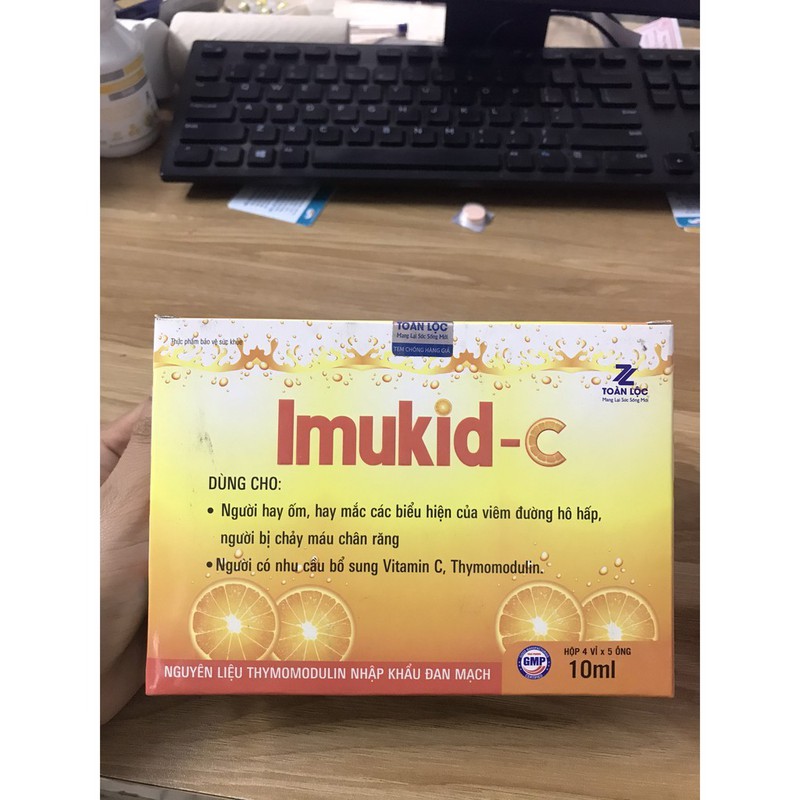 Thực phẩm bảo vệ sức khỏe
TOÀN LỘC
Mang Lại Sức Sống Mới
TEM CHỐNG HÀNG GIẢ
TOÀN LỘC
Mang Lại Sức Sống Mới
Imukid-C
DÙNG CHO:
• Người hay ốm, hay mắc các biểu hiện của viêm đường hô hấp,
người bị chảy máu chân răng
• Người có nhu cầu bổ sung Vitamin C, Thymomodulin.
HỘP 4 VỈ x 5 ỐNG
GMP
10ml
NGUYÊN LIỆU THYMOMODULIN NHẬP KHẨU ĐAN MẠCH